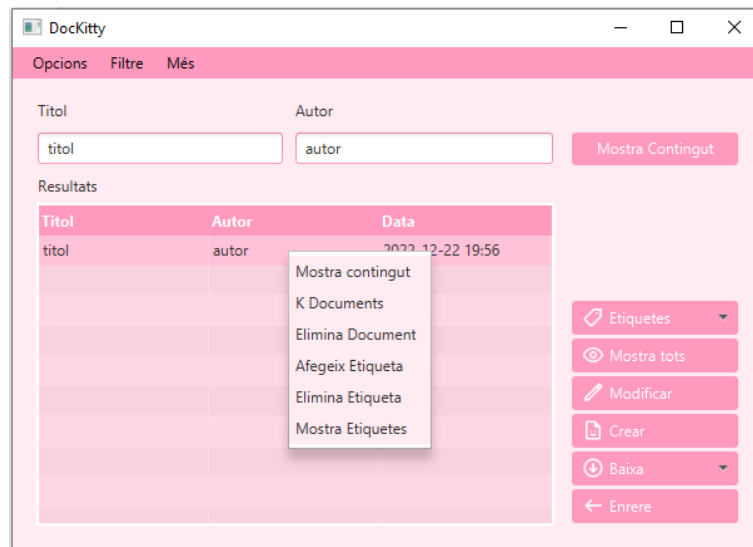 DocKitty
Opcions Filtre Més
Titol Autor
titol autor Mostra Contingut
Resultats
Titol Autor Data
titol autor 2022-12-22 19:56
Mostra contingut
K Documents
Elimina Document
Afegeix Etiqueta
Elimina Etiqueta
Mostra Etiquetes
Etiquetes
Mostra tots
Modificar
Crear
Baixa
Enrere